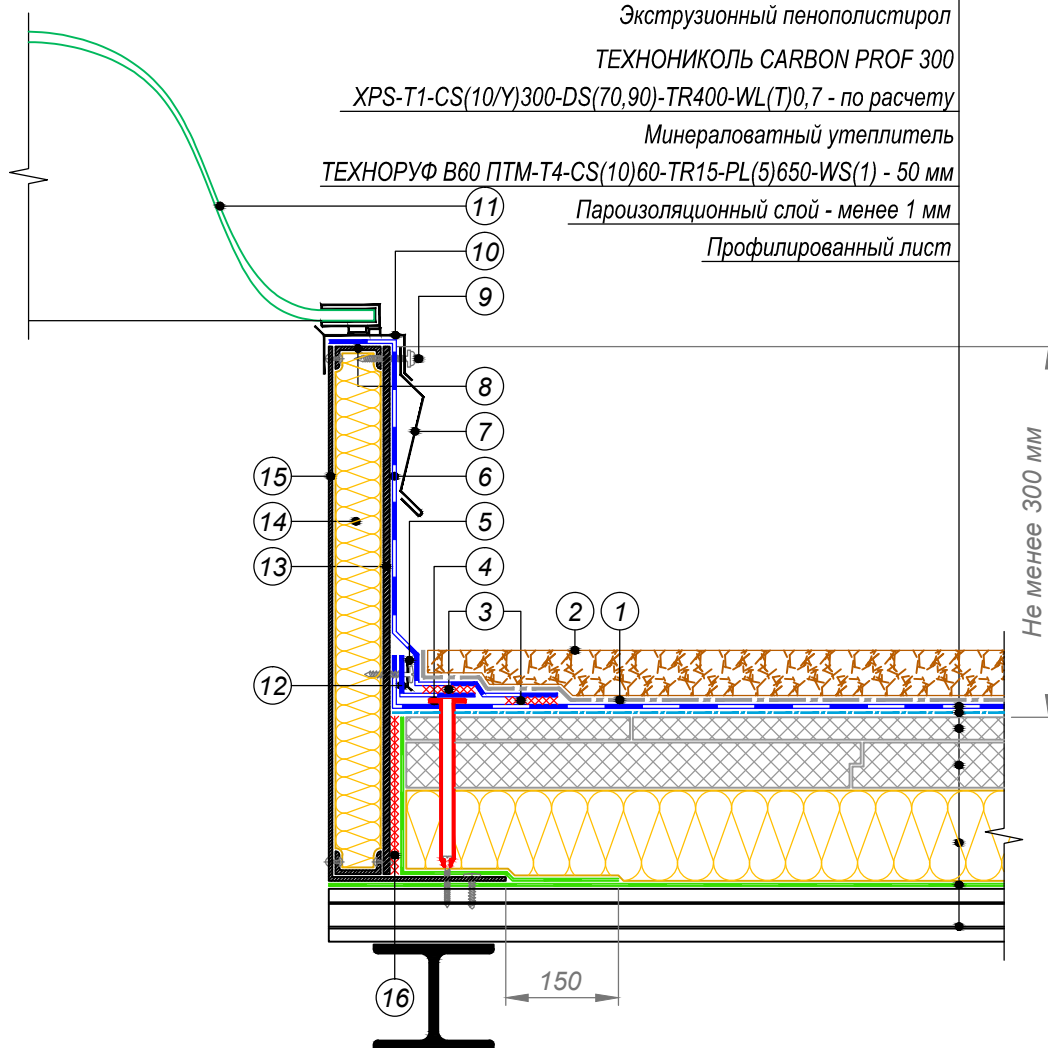 Экструзионный пенополистирол
ТЕХНОНИКОЛЬ CARBON PROF 300
XPS-T1-CS(10/Y)300-DS(70,90)-TR400-WL(T)0,7 - по расчету
Минераловатный утеплитель
ТЕХНОРУФ В60 ПТМ-Т4-CS(10)60-TR15-PL(5)650-WS(1) - 50 мм
Пароизоляционный слой - менее 1 мм
Профилированный лист
11
10
9
8
7
6
15
14
5
13
4
3
2
1
12
Не менее 300 мм
150
16